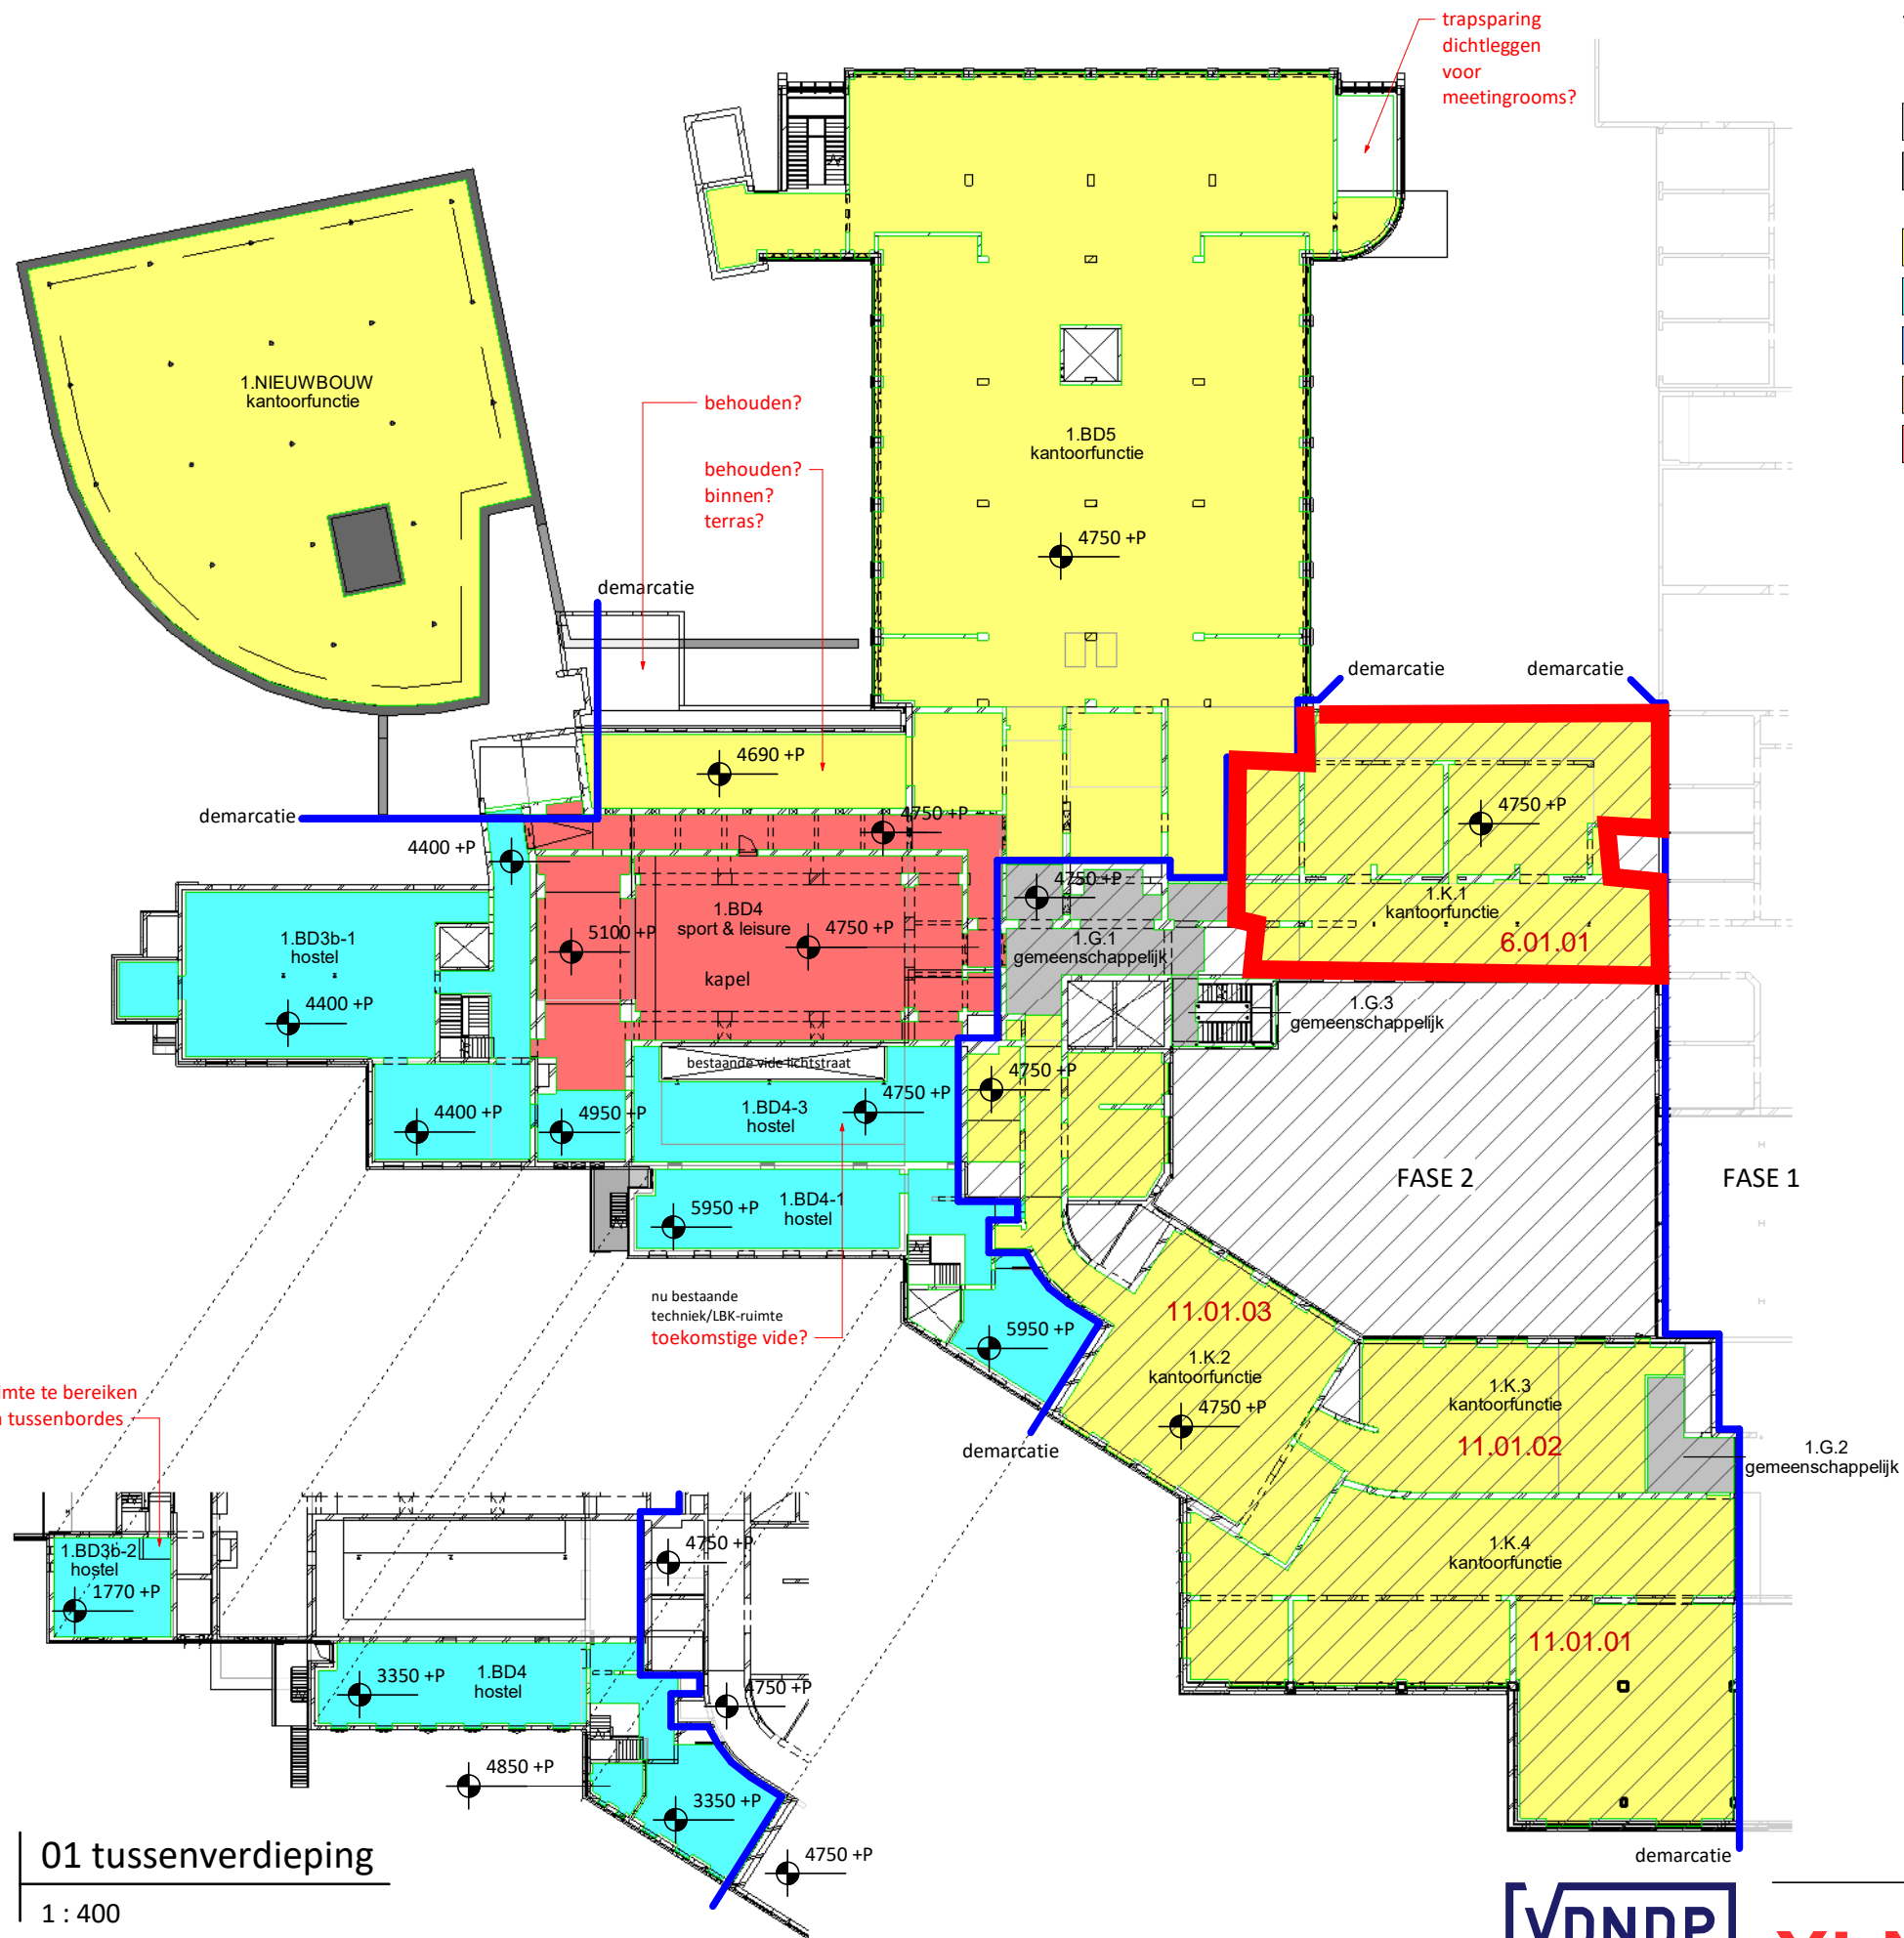 trapsparing
dichtleggen
voor
meetingrooms?
1.NIEUWBOUW
kantoorfunctie
behouden?
1.BD5
kantoorfunctie
behouden?
binnen?
terras?
4750 +P
demarcatie
demarcatie
demarcatie
4690 +P
4750 +P
demarcatie
4750 +P
4400 +P
4750 +P
1.K.1
kantoorfunctie
1.BD4
sport & leisure
1.BD3b-1
hostel
5100 +P
4750 +P
1.G.1
gemeenschappelijk
6.01.01
kapel
4400 +P
1.G.3
gemeenschappelijk
bestaande vide lichtstraat
4750 +P
4750 +P
4400 +P
4950 +P
1.BD4-3
hostel
FASE 2
FASE 1
5950 +P
1.BD4-1
hostel
nu bestaande
techniek/LBK-ruimte
toekomstige vide?
11.01.03
5950 +P
1.K.2
kantoorfunctie
4750 +P
1.K.3
kantoorfunctie
te bereiken
tussenbordes
demarcatie
11.01.02
1.G.2
gemeenschappelijk
1.BD3b-2
hostel
1770 +P
4750 +P
1.K.4
kantoorfunctie
11.01.01
3350 +P
1.BD4
hostel
4750 +P
4850 +P
3350 +P
4750 +P
demarcatie
01 tussenverdieping
1 : 400
VDNDP